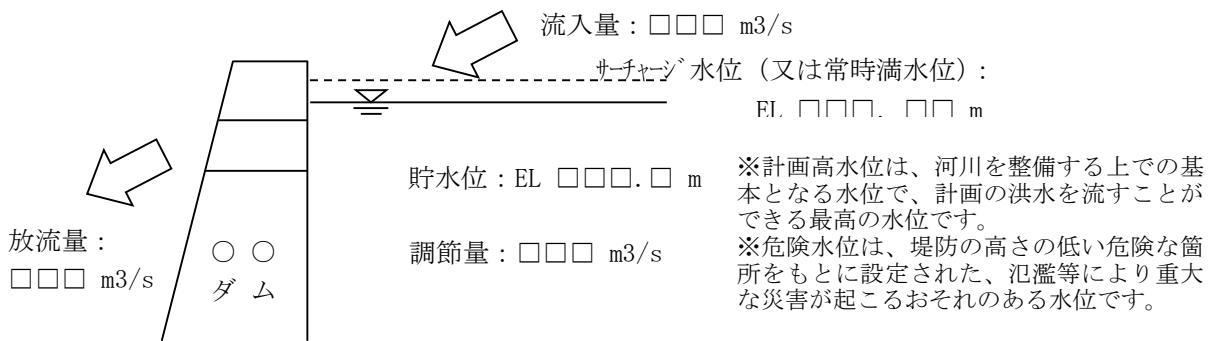 流入量：□□□ m3/s
サーチャージ水位（又は常時満水位）：
EL □□□. □□ m
貯水位：EL □□□.□ m
調節量：□□□ m3/s
放流量：
□□□ m3/s
○ ○
ダ ム
※計画高水位は、河川を整備する上での基
本となる水位で、計画の洪水を流すことが
できる最高の水位です。
※危険水位は、堤防の高さの低い危険な箇
所をもとに設定された、氾濫等により重大
な災害が起こるおそれのある水位です。